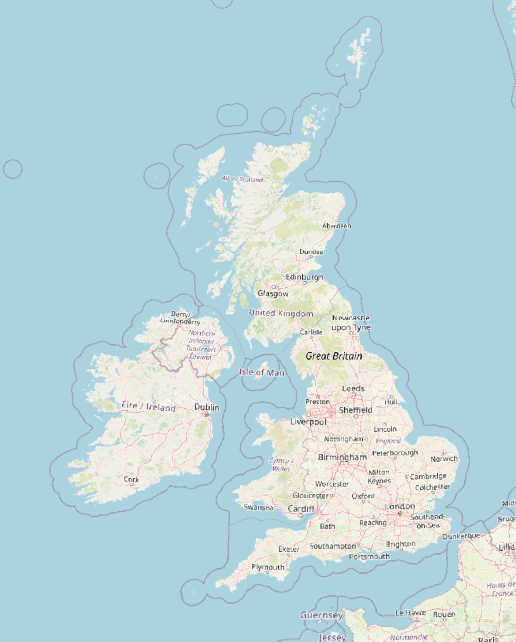 Alba / Scotland
Aberdeen
Dundee
Edinburgh
Glasgow
United Kingdom
Derry/
Londonderry
Newcastle
upon Tyne
Carlisle
Northern
Ireland/
Great Britain
Isle of Man
Leeds
Preston
Hull
Éire / Ireland
Dublin
Sheffield
Liverpool
Lincoln
Nottingham
England
Peterborough
Norwich
Birmingham
Cymru /
Wales
Milton
Keynes
Cambridge
Cork
Worcester
Colchester
Gloucester
Oxford
Swansea
Cardiff
London
Southend-
on-Sea
Bath
Reading
Dunkerque
Lille
Exeter
Southampton
Brighton
Portsmouth
Plymouth
Hauts-de-
France
Guernsey
Le Havre
Rouen
Jersey
Normandie
Paris